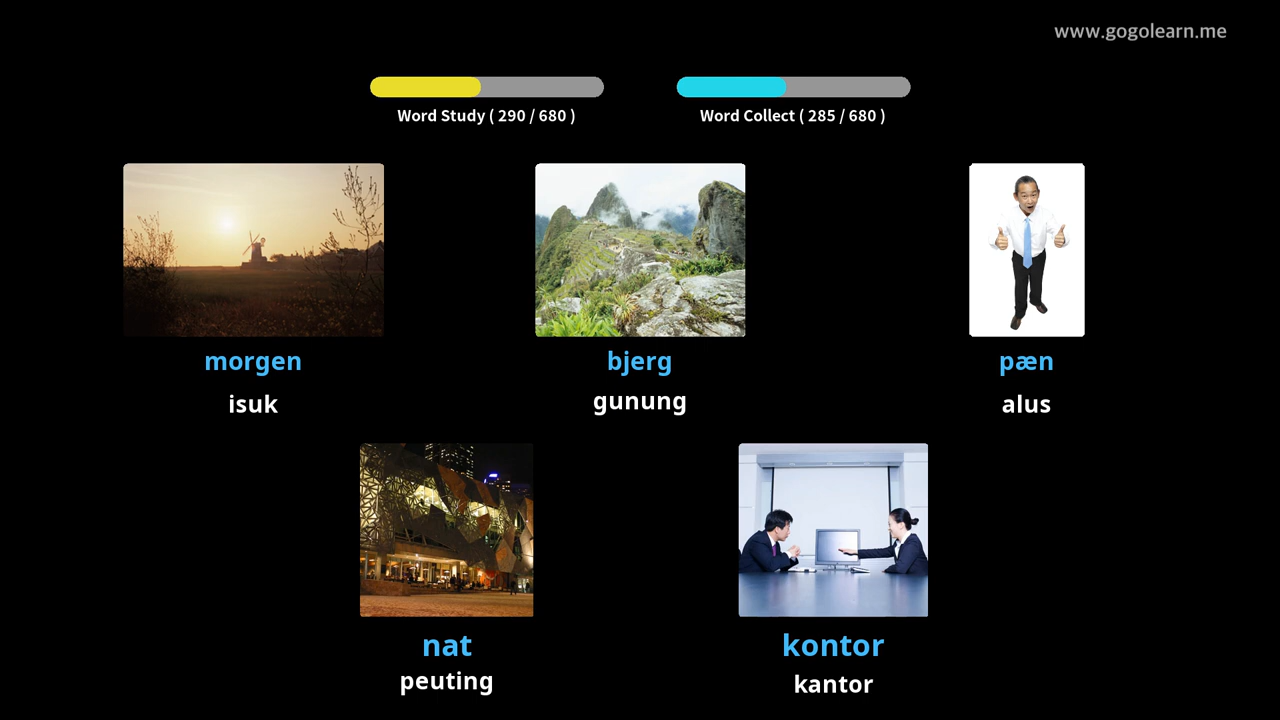 www.gogolearn.me
Word Study ( 290 / 680 )
Word Collect ( 285 / 680 )
morgen
isuk
bjerg
gunung
pæn
alus
nat
peuting
kontor
kantor